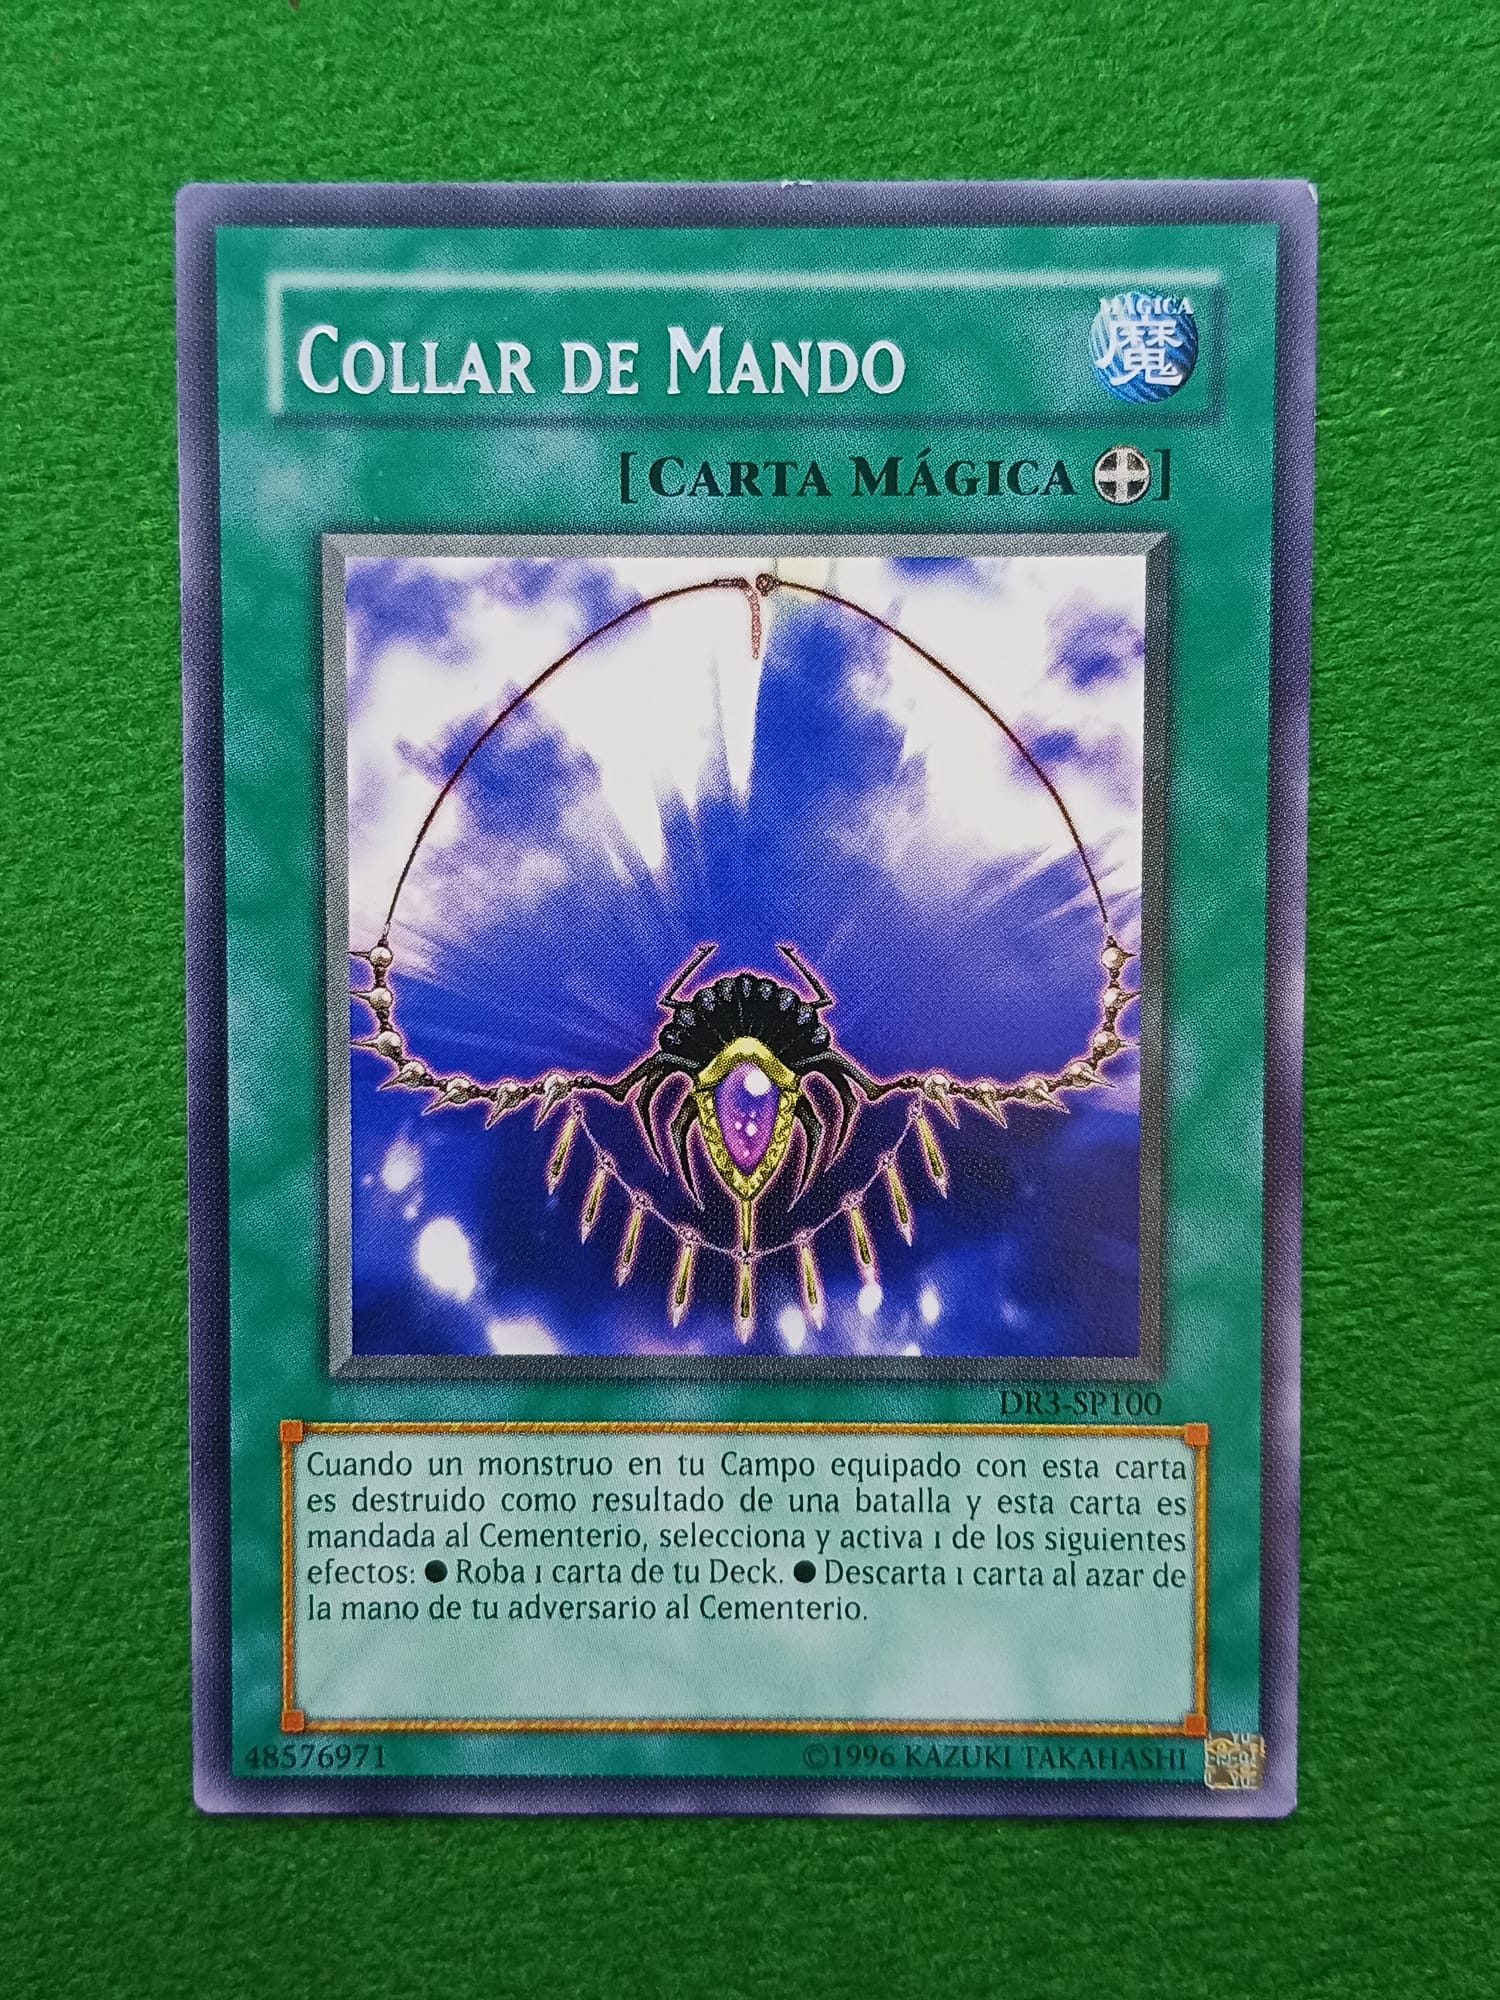 COLLAR DE MANDO
MÁGICA
魔
[CARTA MÁGICA]
DR3-SP100
Cuando un monstruo en tu Campo equipado con esta carta
es destruido como resultado de una batalla y esta carta es
mandada al Cementerio, selecciona y activa 1 de los siguientes
efectos: ● Roba 1 carta de tu Deck. ● Descarta 1 carta al azar de
la mano de tu adversario al Cementerio.
48576971
©1996 KAZUKI TAKAHASHI